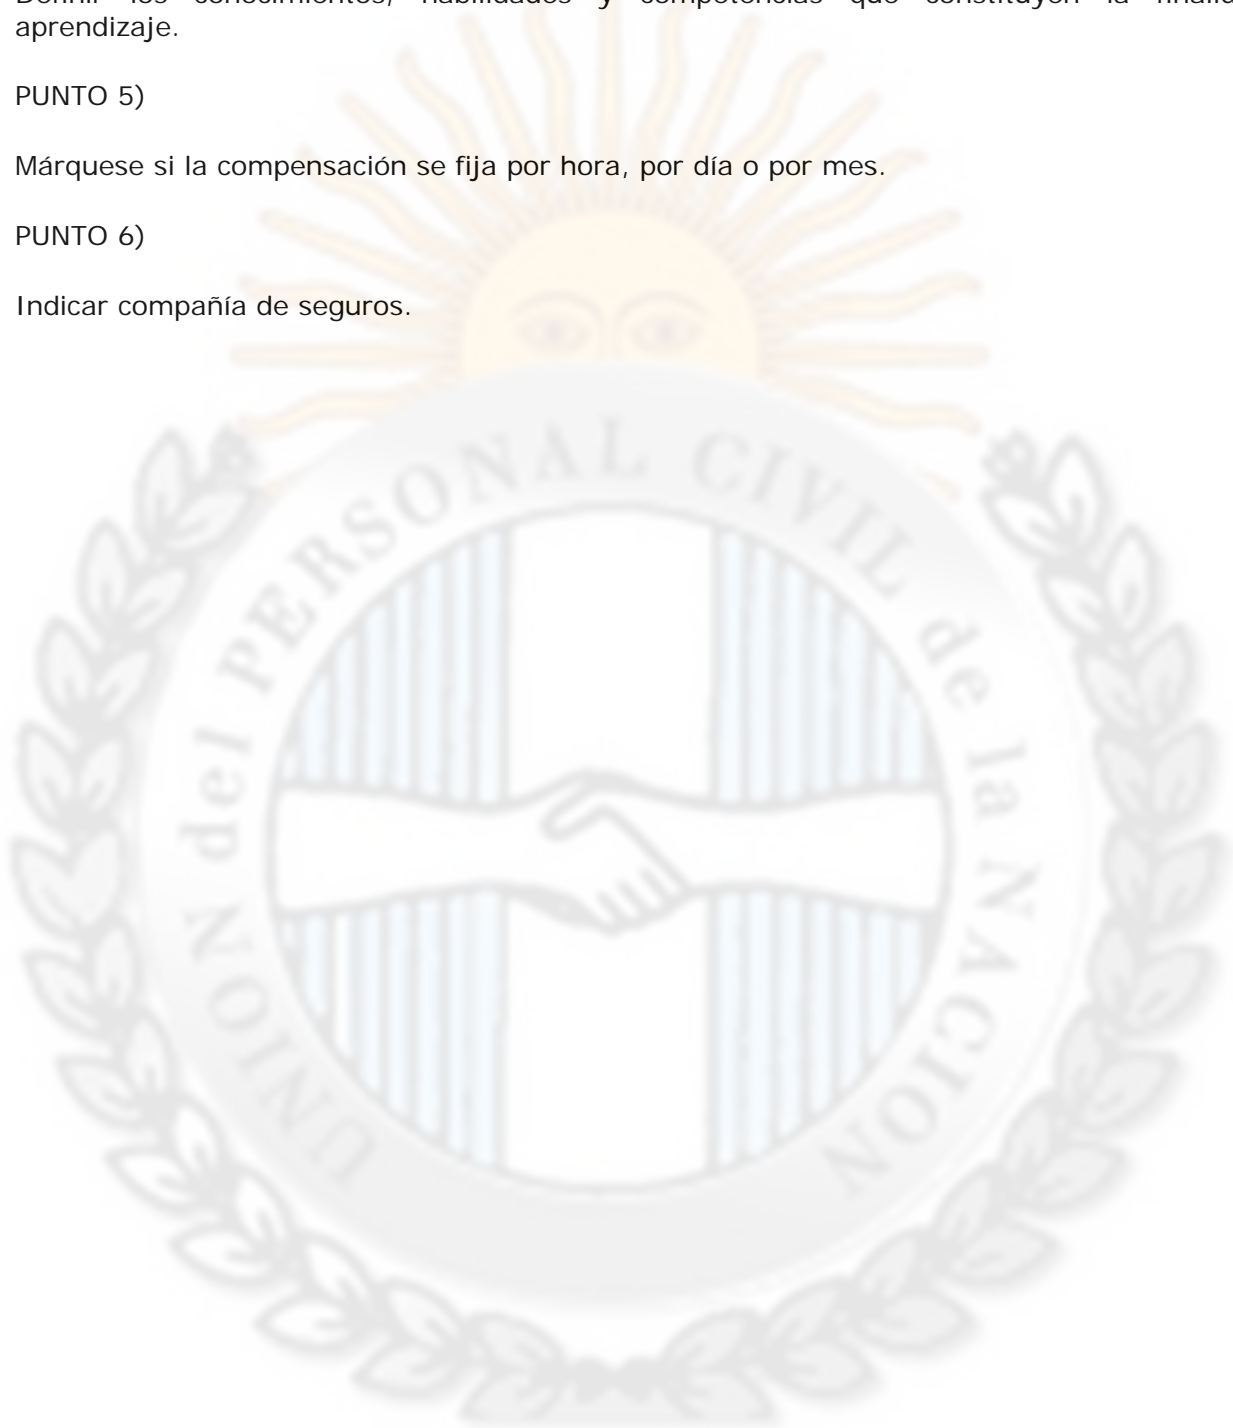 Definir los conocimientos, habilidades y competencias que constituyen la
aprendizaje.
PUNTO 5)
Márquese si la compensación se fija por hora, por día o por mes.
PUNTO 6)
Indicar compañía de seguros.
UNION del PERSONAL CIVIL de la NACION